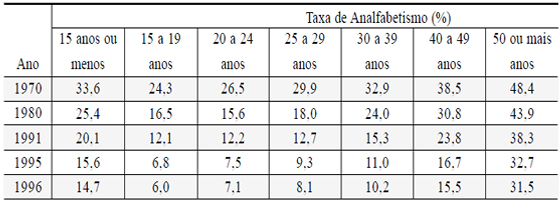 Taxa de Analfabetismo (%)
Ano 15 anos ou menos 15 a 19 anos 20 a 24 anos 25 a 29 anos 30 a 39 anos 40 a 49 anos 50 ou mais anos
1970 33,6 24,3 26,5 29,9 32,9 38,5 48,4
1980 25,4 16,5 15,6 18,0 24,0 30,8 43,9
1991 20,1 12,1 12,2 12,7 15,3 23,8 38,3
1995 15,6 6,8 7,5 9,3 11,0 16,7 32,7
1996 14,7 6,0 7,1 8,1 10,2 15,5 31,5